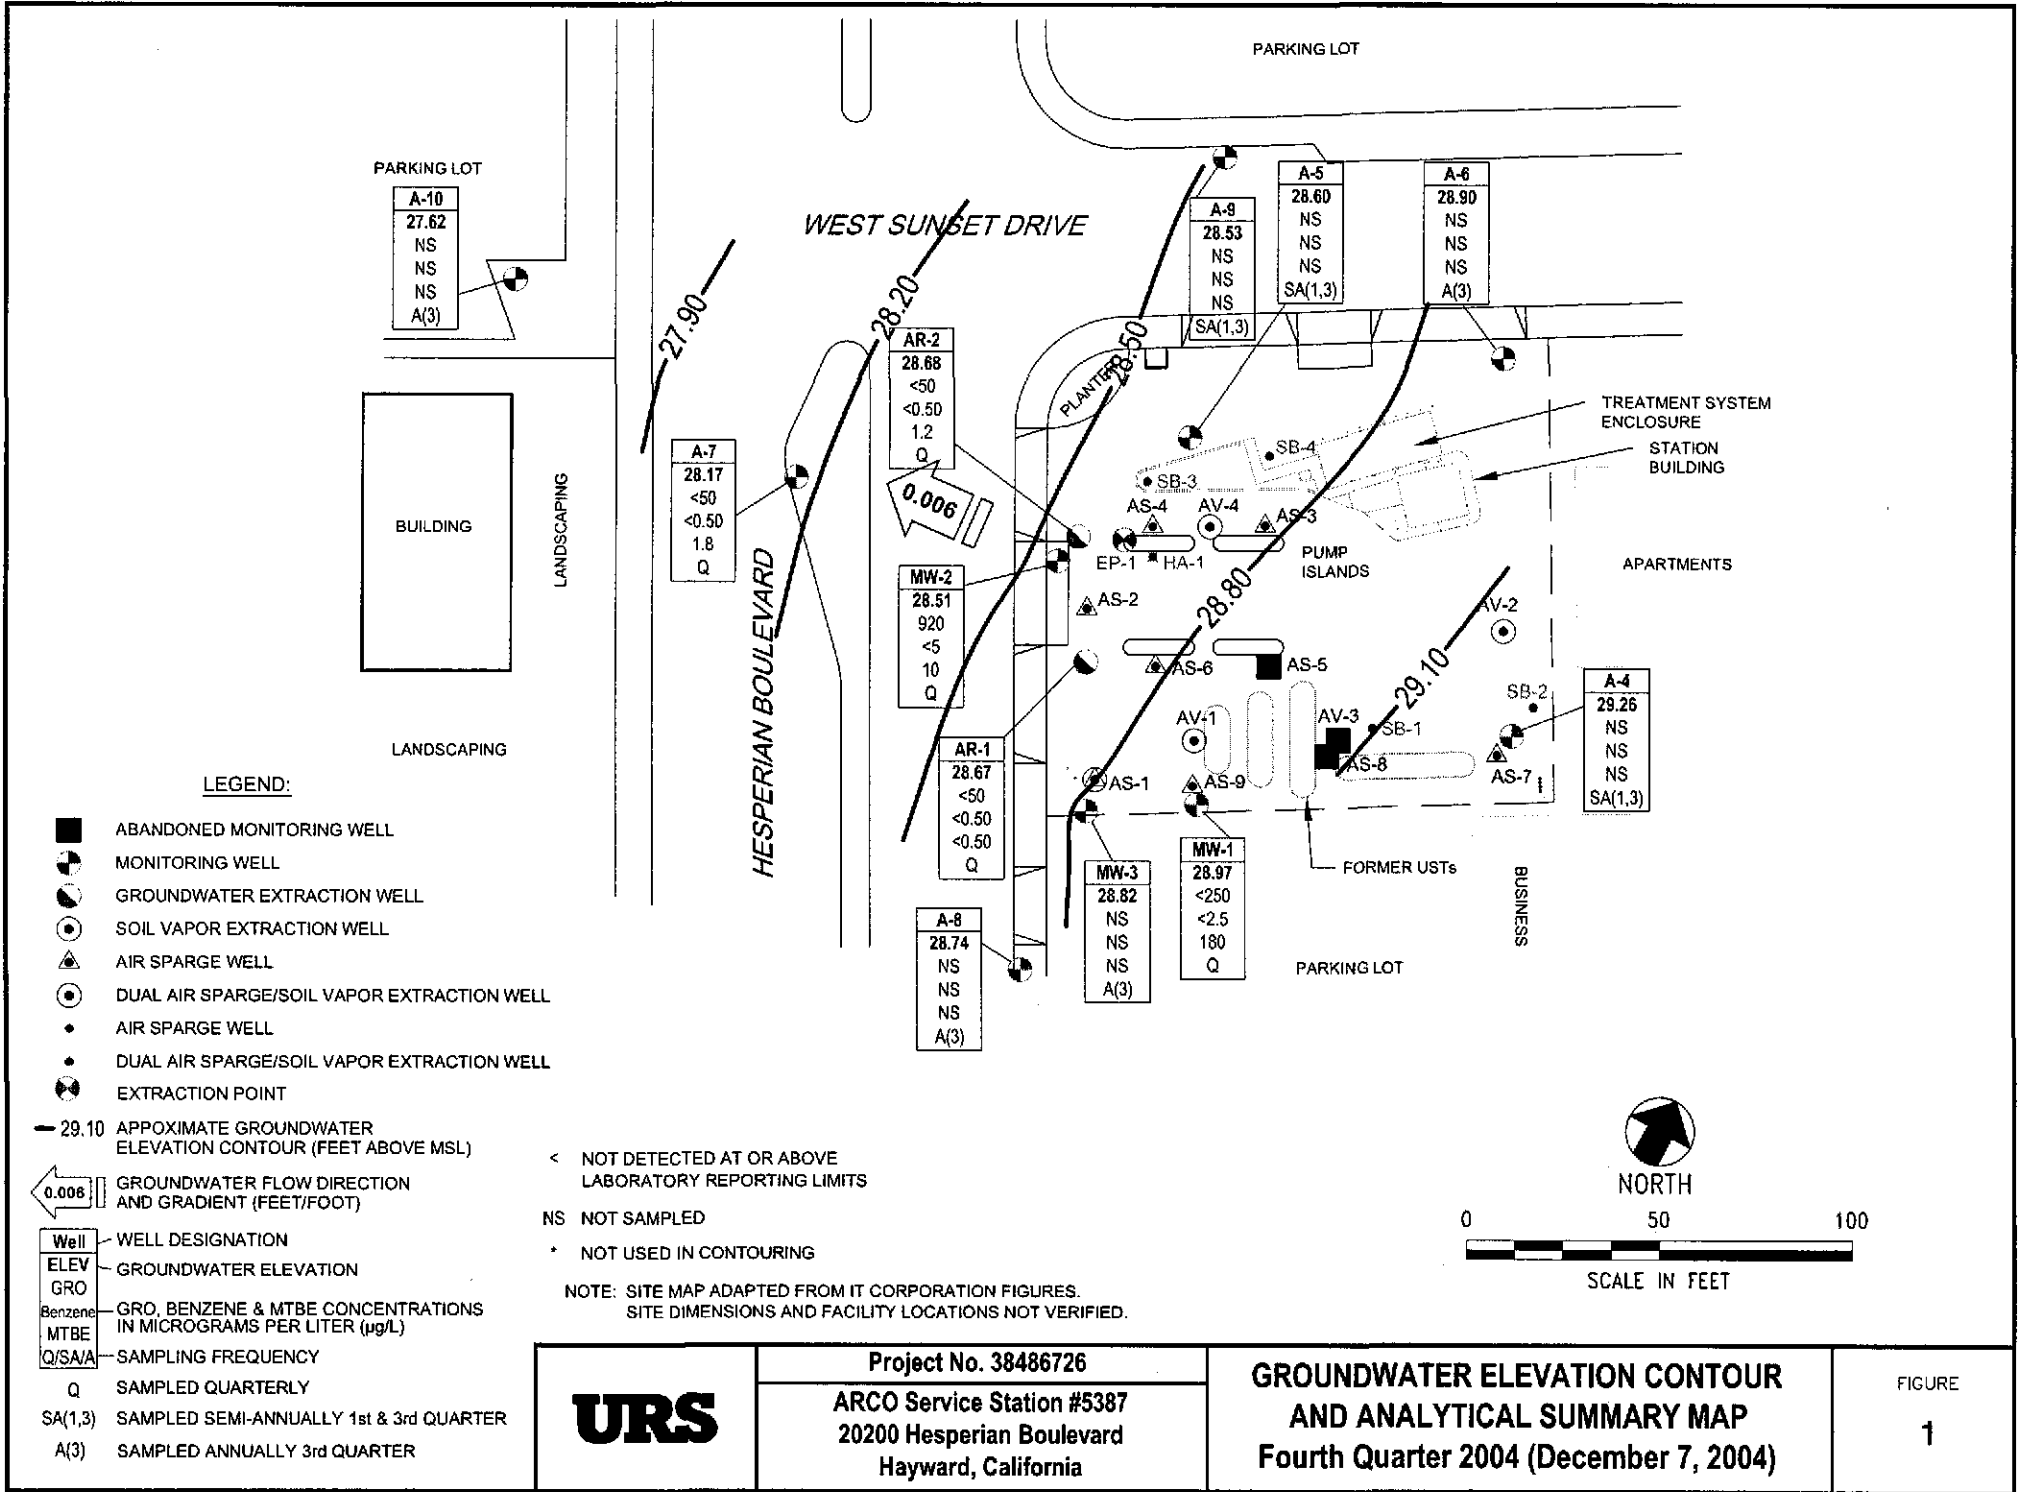 PARKING LOT
PARKING LOT
A-10
27.62
NS
NS
NS
A(3)
WEST SUNSET DRIVE
A-9
28.53
NS
NS
NS
SA(1,3)
A-5
28.60
NS
NS
NS
SA(1,3)
A-6
28.90
NS
NS
NS
A(3)
27.90
28.20
28.50
PLANTER
AR-2
28.68
<50
<0.50
1.2
Q
A-7
28.17
<50
<0.50
1.8
Q
0.006
TREATMENT SYSTEM
ENCLOSURE
STATION
BUILDING
SB-4
SB-3
AS-4
AV-4
AS-3
EP-1
HA-1
PUMP
ISLANDS
APARTMENTS
BUILDING
LANDSCAPING
HESPERIAN BOULEVARD
MW-2
28.51
920
<5
10
Q
AS-2
28.80
AV-2
AS-6
AS-5
29.10
SB-2
A-4
29.26
NS
NS
NS
SA(1,3)
AV-1
AV-3
SB-1
AS-8
AS-7
AR-1
28.67
<50
<0.50
<0.50
Q
AS-1
AS-9
LANDSCAPING
MW-3
28.82
NS
NS
NS
A(3)
MW-1
28.97
<250
<2.5
180
Q
FORMER USTs
BUSINESS
PARKING LOT
A-8
28.74
NS
NS
NS
A(3)
LEGEND:
ABANDONED MONITORING WELL
MONITORING WELL
GROUNDWATER EXTRACTION WELL
SOIL VAPOR EXTRACTION WELL
AIR SPARGE WELL
DUAL AIR SPARGE/SOIL VAPOR EXTRACTION WELL
AIR SPARGE WELL
DUAL AIR SPARGE/SOIL VAPOR EXTRACTION WELL
EXTRACTION POINT
29.10 APPOXIMATE GROUNDWATER
ELEVATION CONTOUR (FEET ABOVE MSL)
0.006 GROUNDWATER FLOW DIRECTION
AND GRADIENT (FEET/FOOT)
Well WELL DESIGNATION
ELEV GROUNDWATER ELEVATION
GRO
Benzene GRO, BENZENE & MTBE CONCENTRATIONS
MTBE IN MICROGRAMS PER LITER (µg/L)
Q/SA/A SAMPLING FREQUENCY
Q SAMPLED QUARTERLY
SA(1,3) SAMPLED SEMI-ANNUALLY 1st & 3rd QUARTER
A(3) SAMPLED ANNUALLY 3rd QUARTER
< NOT DETECTED AT OR ABOVE
LABORATORY REPORTING LIMITS
NS NOT SAMPLED
* NOT USED IN CONTOURING
NOTE: SITE MAP ADAPTED FROM IT CORPORATION FIGURES.
SITE DIMENSIONS AND FACILITY LOCATIONS NOT VERIFIED.
NORTH
0 50 100
SCALE IN FEET
URS
Project No. 38486726
ARCO Service Station #5387
20200 Hesperian Boulevard
Hayward, California
GROUNDWATER ELEVATION CONTOUR
AND ANALYTICAL SUMMARY MAP
Fourth Quarter 2004 (December 7, 2004)
FIGURE
1